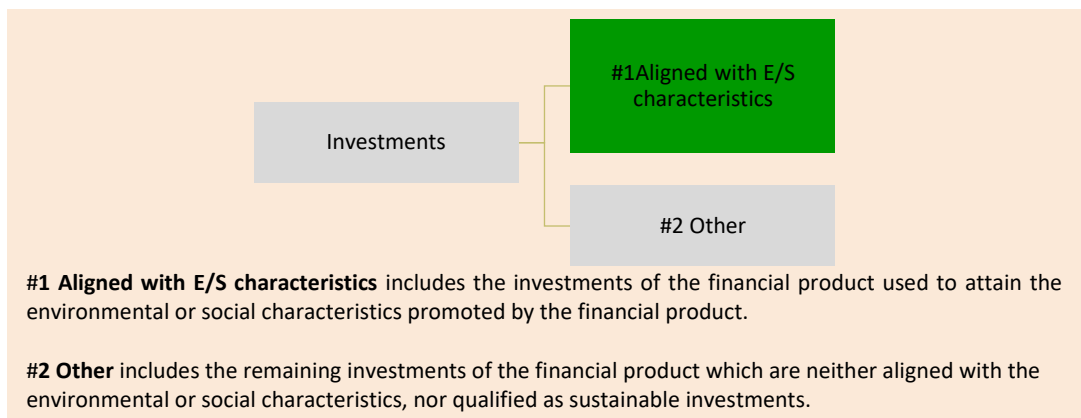 #1Aligned with E/S
characteristics
Investments
#2 Other
#1 Aligned with E/S characteristics includes the investments of the financial product used to attain the
environmental or social characteristics promoted by the financial product.
#2 Other includes the remaining investments of the financial product which are neither aligned with the
environmental or social characteristics, nor qualified as sustainable investments.